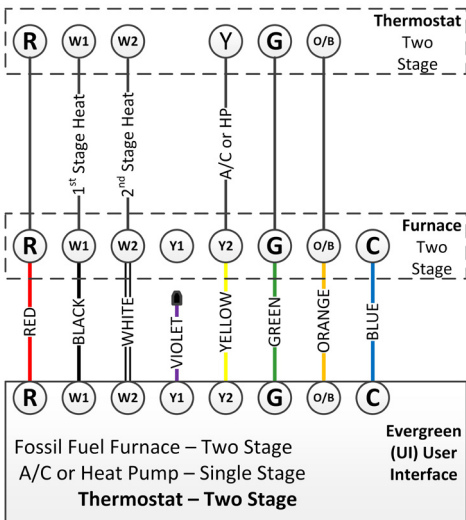 Thermostat
Two
Stage
R W1 W2 Y G O/B
1st Stage Heat
2nd Stage Heat
A/C or HP
Furnace
Two
Stage
R W1 W2 Y1 Y2 G O/B C
RED
BLACK
WHITE
VIOLET
YELLOW
GREEN
ORANGE
BLUE
R W1 W2 Y1 Y2 G O/B C
Fossil Fuel Furnace – Two Stage
A/C or Heat Pump – Single Stage
Thermostat – Two Stage
Evergreen
(UI) User
Interface